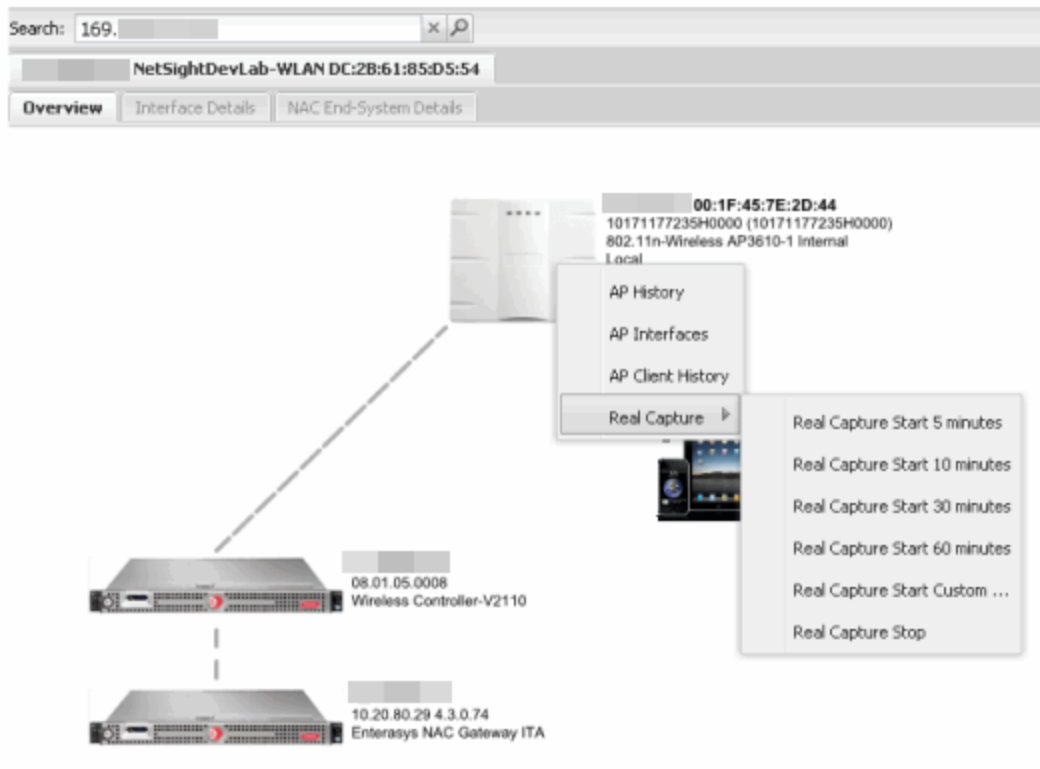 Search: 169.
NetSightDevLab-WLAN DC:2B:61:85:D5:54
Overview Interface Details NAC End-System Details
00:1F:45:7E:2D:44
10171177235H0000 (10171177235H0000)
802.11n-Wireless AP3610-1 Internal
Local
AP History
AP Interfaces
AP Client History
Real Capture
Real Capture Start 5 minutes
Real Capture Start 10 minutes
Real Capture Start 30 minutes
Real Capture Start 60 minutes
Real Capture Start Custom ...
Real Capture Stop
08.01.05.0008
Wireless Controller-V2110
10.20.80.29 4.3.0.74
Enterasys NAC Gateway ITA